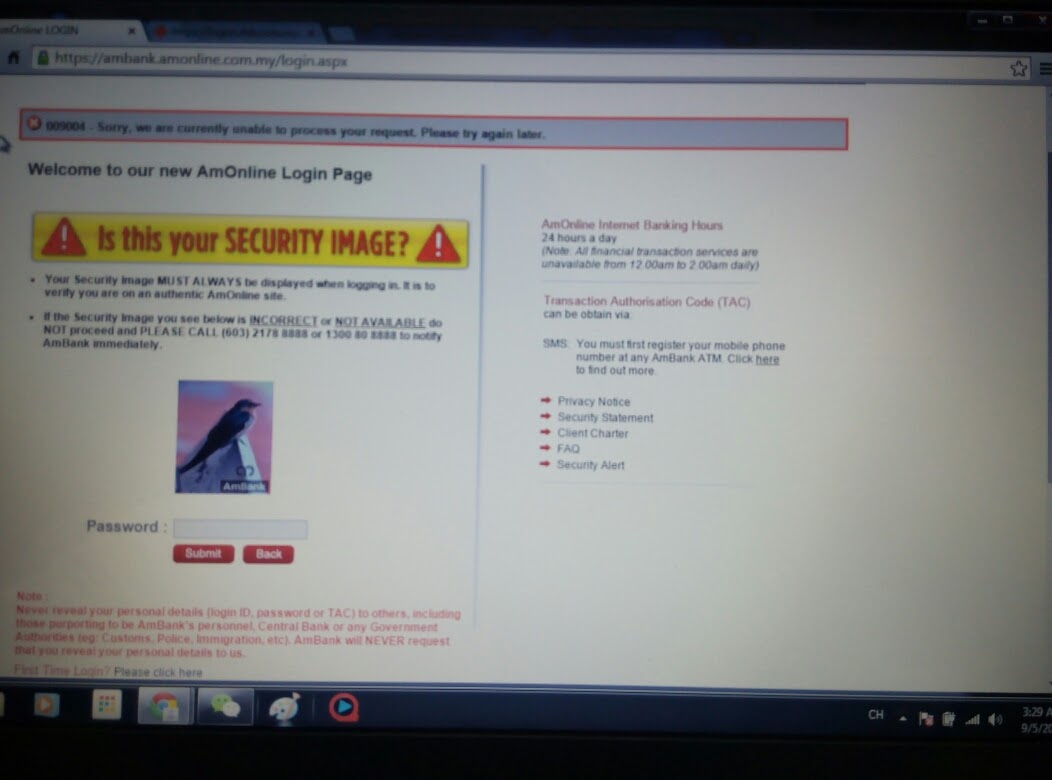 AmOnline LOGIN
https://ambank.amonline.com.my/login.aspx
009004 - Sorry, we are currently unable to process your request. Please try again later.
Welcome to our new AmOnline Login Page
Is this your SECURITY IMAGE?
Your Security Image MUST ALWAYS be displayed when logging in. It is to
verify you are on an authentic AmOnline site.
If the Security Image you see below is INCORRECT or NOT AVAILABLE do
NOT proceed and PLEASE CALL (603) 2178 8888 or 1300 80 8888 to notify
AmBank immediately.
AmBank
Password :
Submit Back
Note :
Never reveal your personal details (login ID, password or TAC) to others, including
those purporting to be AmBank's personnel, Central Bank or any Government
Authorities (eg: Customs, Police, Immigration, etc). AmBank will NEVER request
that you reveal your personal details to us.
First Time Login? Please click here
AmOnline Internet Banking Hours
24 hours a day
(Note: All financial transaction services are
unavailable from 12.00am to 2.00am daily)
Transaction Authorisation Code (TAC)
can be obtain via:
SMS: You must first register your mobile phone
number at any AmBank ATM. Click here
to find out more.
Privacy Notice
Security Statement
Client Charter
FAQ
Security Alert
CH
3:29 A
9/5/20